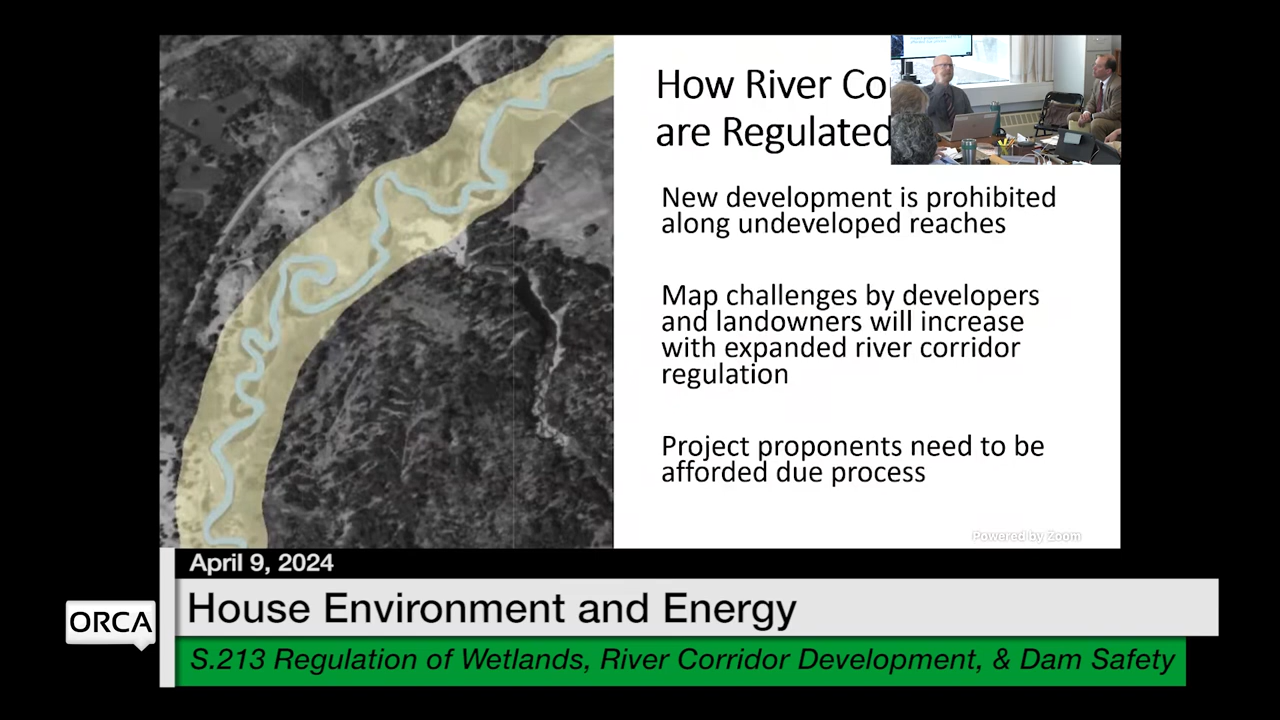 How River Co
are Regulated
New development is prohibited
along undeveloped reaches
Map challenges by developers
and landowners will increase
with expanded river corridor
regulation
Project proponents need to be
afforded due process
Powered by Zoom
April 9, 2024
House Environment and Energy
ORCA
S.213 Regulation of Wetlands, River Corridor Development, & Dam Safety